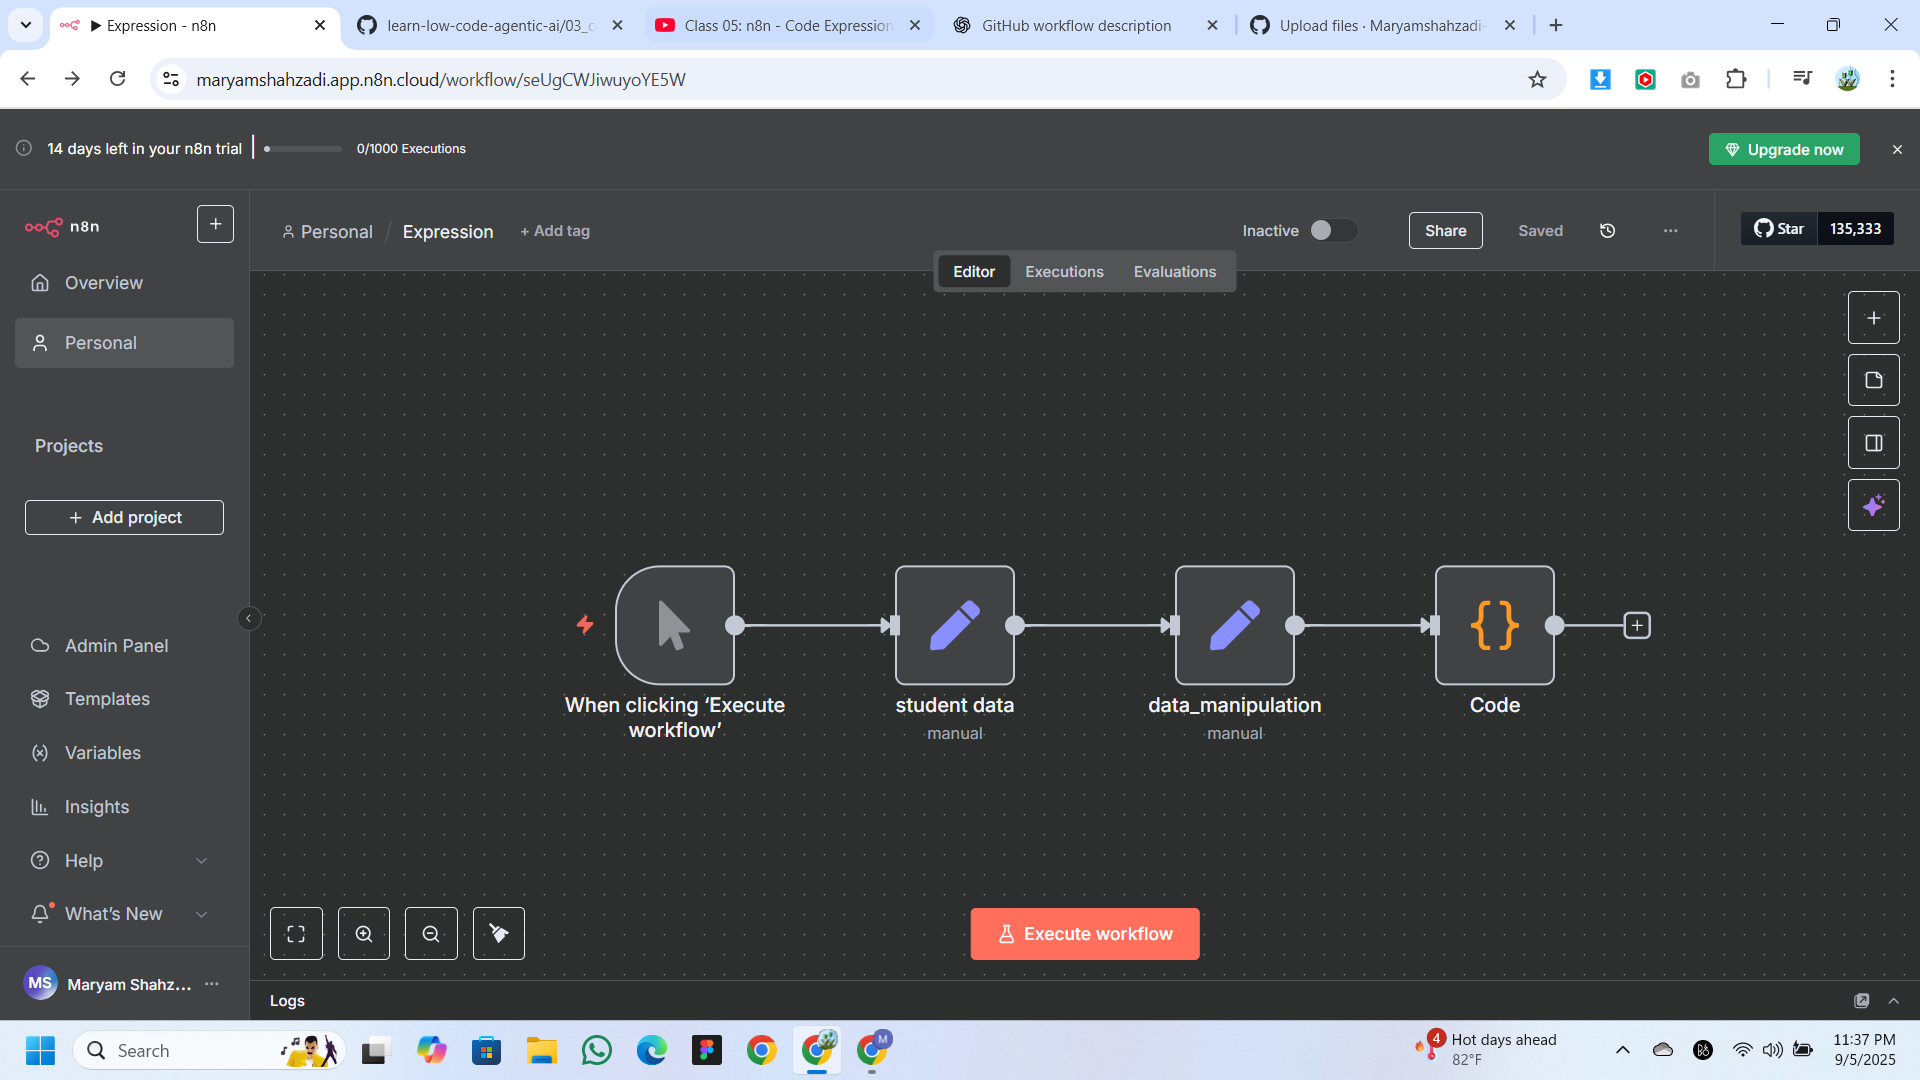 Expression - n8n
learn-low-code-agentic-ai/03_c
Class 05: n8n - Code Expression
GitHub workflow description
Upload files · Maryamshahzadi-
maryamshahzadi.app.n8n.cloud/workflow/seUgCWJiwuyoYE5W
14 days left in your n8n trial
0/1000 Executions
Upgrade now
n8n
Personal / Expression
+ Add tag
Inactive
Share
Saved
Star
135,333
Editor
Executions
Evaluations
Overview
Personal
Projects
Add project
When clicking ‘Execute
workflow’
student data
manual
data_manipulation
manual
Code
Admin Panel
Templates
Variables
Insights
Help
What’s New
Execute workflow
MS
Maryam Shahz...
Logs
Search
M
4
Hot days ahead
82°F
11:37 PM
9/5/2025